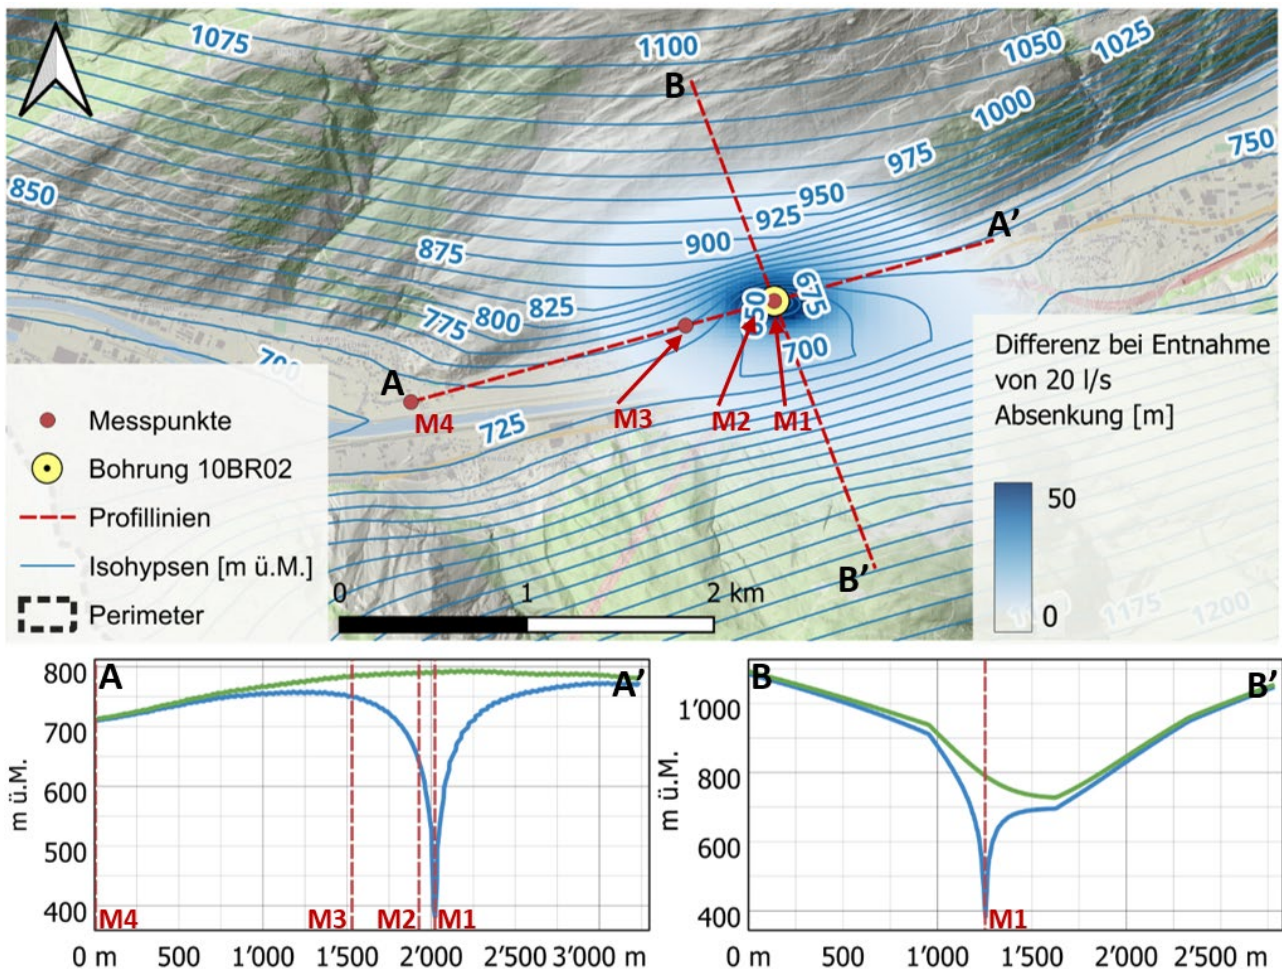 1075
1100
1050
1025
B
1000
975
750
850
950
925
A’
900
875
675
650
825
800
775
700
700
A
M4
M3
M2
M1
725
B’
Messpunkte
Bohrung 10BR02
Profillinien
Isohypsen [m ü.M.]
Perimeter
0 1 2 km
Differenz bei Entnahme
von 20 l/s
Absenkung [m]
50
0
1175
1200
A
A’
800
700
600
500
400
m ü.M.
M4 M3 M2 M1
0 m 500 1'000 1'500 2'000 2'500 3’000 m
B
B’
1’000
800
600
400
m ü.M.
M1
0 m 500 1'000 1'500 2'000 2'500 m